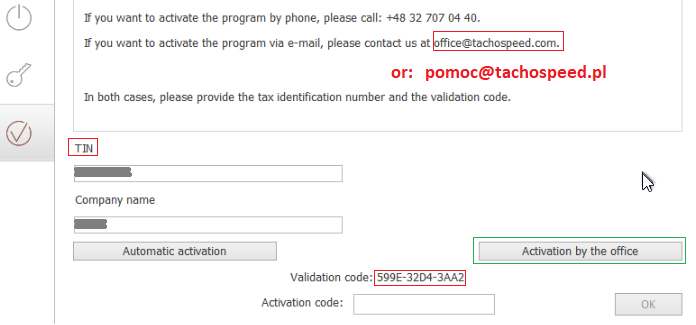 If you want to activate the program by phone, please call: +48 32 707 04 40.
If you want to activate the program via e-mail, please contact us at office@tachospeed.com.
or: pomoc@tachospeed.pl
In both cases, please provide the tax identification number and the validation code.
TIN
Company name
Automatic activation
Activation by the office
Validation code: 599E-32D4-3AA2
Activation code:
OK